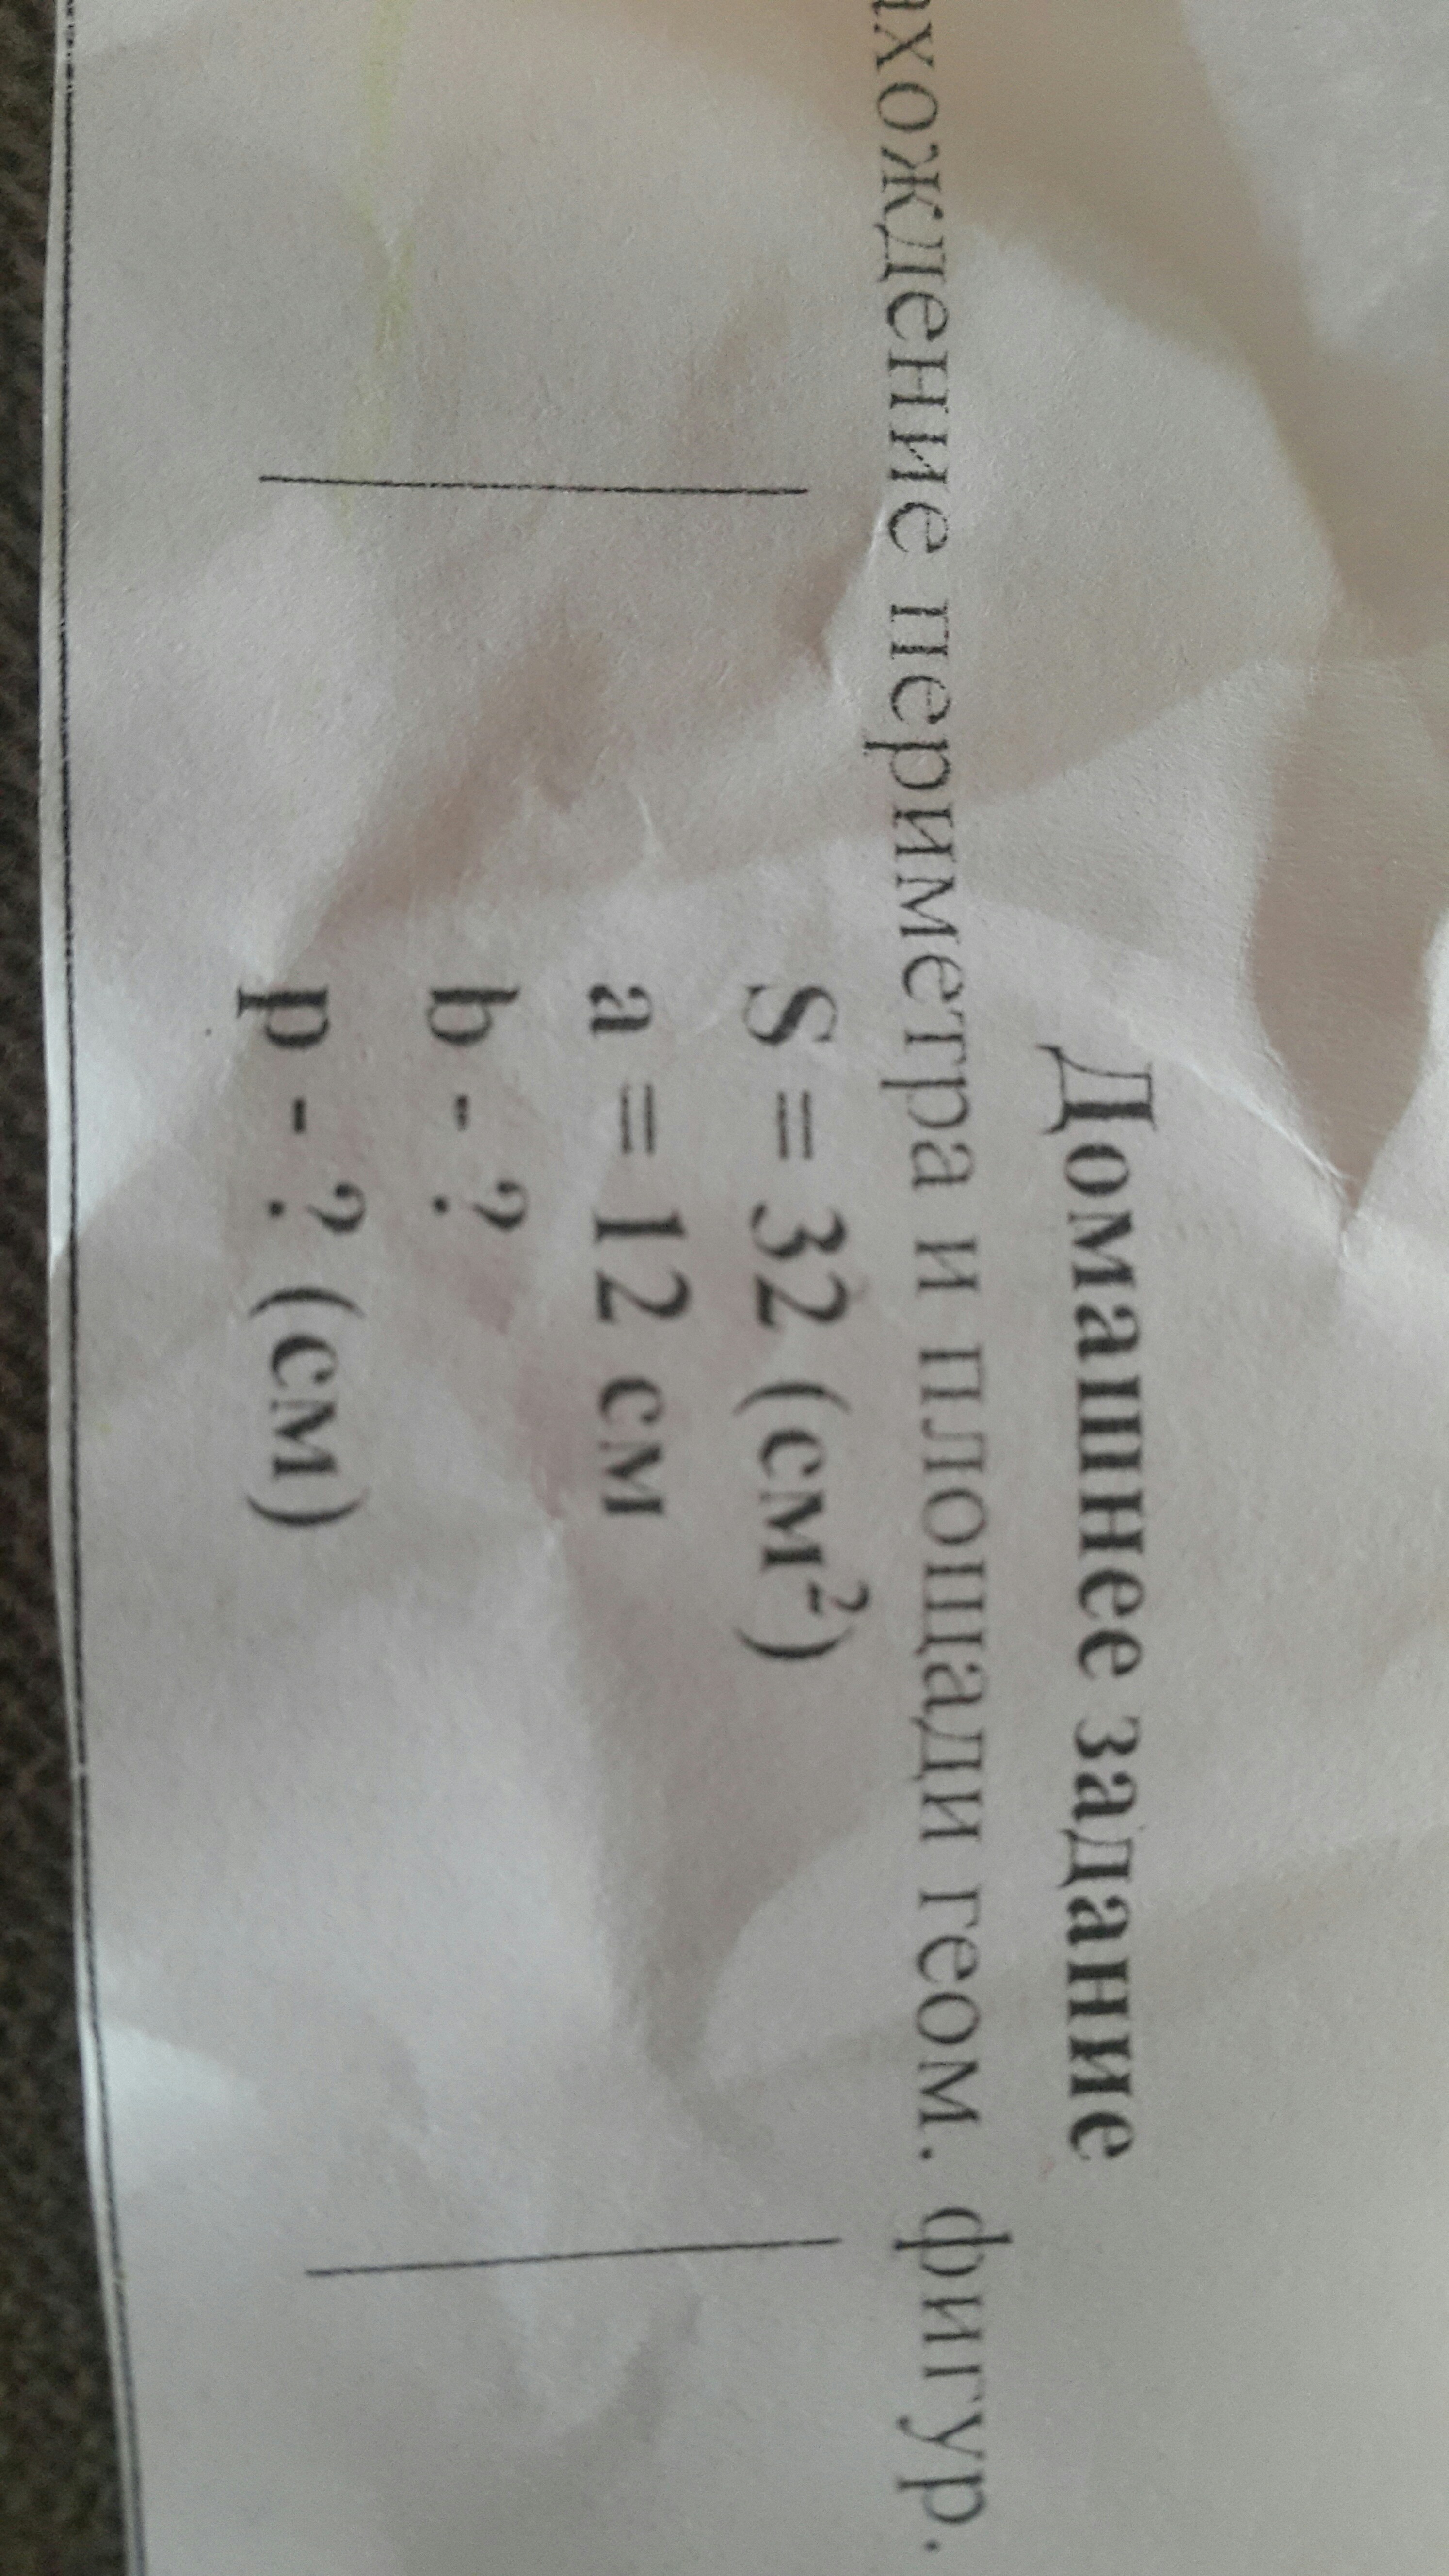 Домашнее задание
ахождение периметра и площади геом. фигур.
S = 32 (см²)
a = 12 см
b - ?
p - ? (см)